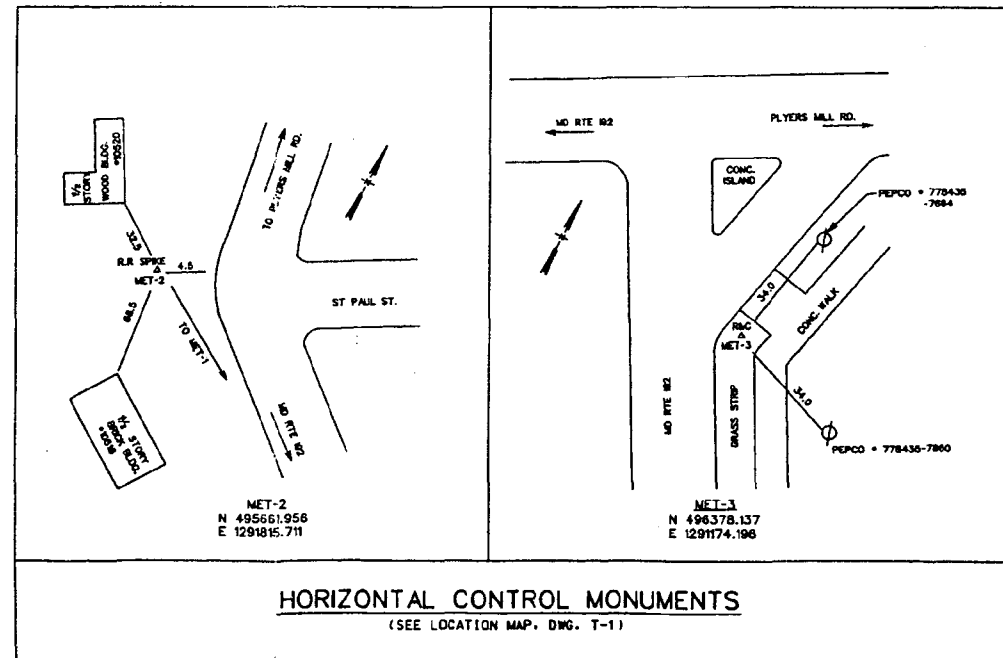 1½ STORY
WOOD BLDG.
#10620
32.5
R.R SPIKE
MET-2
4.5
TO MET-1
TO PLYERS MILL RD.
ST PAUL ST.
MD RTE 192
1½ STORY
BRICK BLDG.
MET-2
N 495661.956
E 1291815.711
MD RTE 192
PLYERS MILL RD.
CONC.
ISLAND
PEPCO # 778436
-7694
34.0
R&C
MET-3
CONC. WALK
34.0
MD RTE 192
GRASS STRIP
PEPCO # 778436-7860
MET-3
N 496378.137
E 1291174.196
HORIZONTAL CONTROL MONUMENTS
(SEE LOCATION MAP. DWG. T-1)